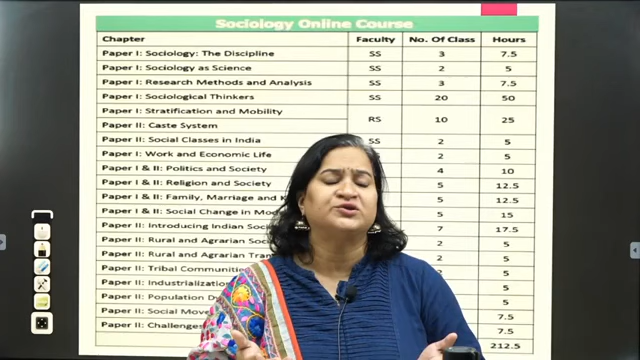 Sociology Online Course
Chapter Faculty No. Of Class Hours
Paper I: Sociology: The Discipline SS 3 7.5
Paper I: Sociology as Science SS 2 5
Paper I: Research Methods and Analysis SS 3 7.5
Paper I: Sociological Thinkers SS 20 50
Paper I: Stratification and Mobility
RS 10 25
Paper II: Caste System
Paper II: Social Classes in India SS 2 5
Paper I: Work and Economic Life 2 5
Paper I & II: Politics and Society 4 10
Paper I & II: Religion and Society 5 12.5
Paper I & II: Family, Marriage and 5 12.5
Paper I & II: Social Change in 5 15
Paper II: Introducing Indian 7 17.5
Paper II: Rural and Agrarian 2 5
Paper II: Rural and Agrarian 2 5
Paper II: Tribal 2 5
Paper II: 5
Paper II: Population 5
Paper II: Social 7.5
Paper II: Challenges 7.5
212.5